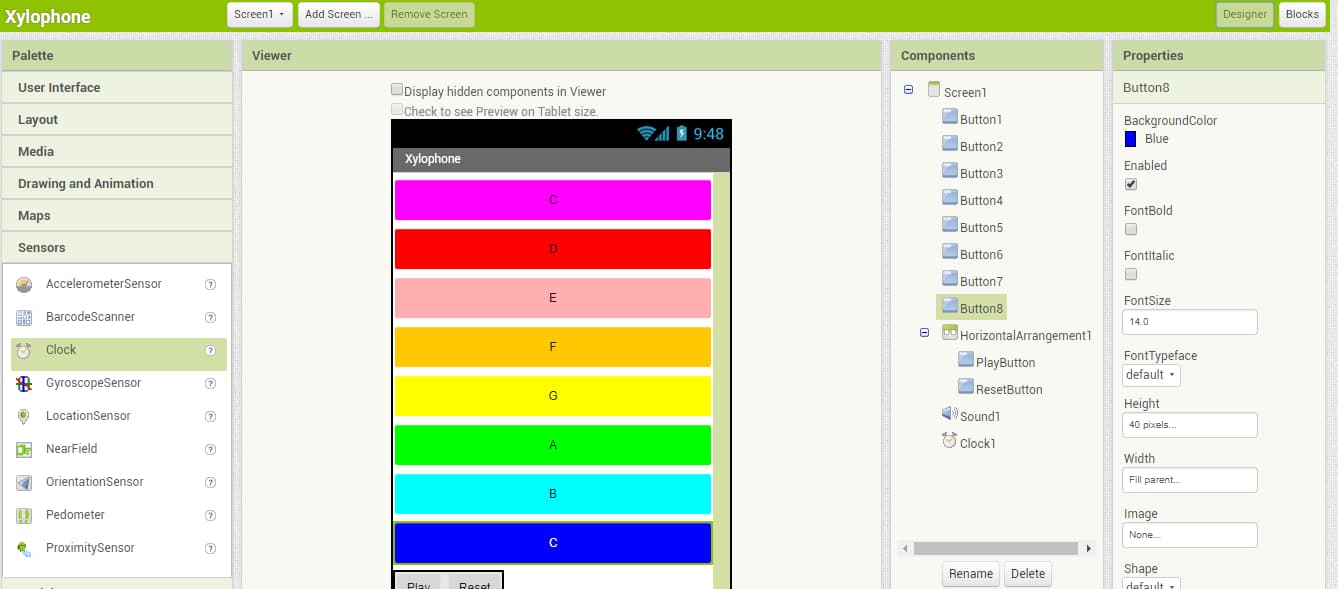 Xylophone
Screen1
Add Screen ...
Remove Screen
Designer
Blocks
Palette
User Interface
Layout
Media
Drawing and Animation
Maps
Sensors
AccelerometerSensor ?
BarcodeScanner ?
Clock ?
GyroscopeSensor ?
LocationSensor ?
NearField ?
OrientationSensor ?
Pedometer ?
ProximitySensor ?
Viewer
Display hidden components in Viewer
Check to see Preview on Tablet size.
9:48
Xylophone
C
D
E
F
G
A
B
C
Play
Reset
Components
Screen1
Button1
Button2
Button3
Button4
Button5
Button6
Button7
Button8
HorizontalArrangement1
PlayButton
ResetButton
Sound1
Clock1
Rename
Delete
Properties
Button8
BackgroundColor
Blue
Enabled
FontBold
FontItalic
FontSize
14.0
FontTypeface
default
Height
40 pixels...
Width
Fill parent...
Image
None...
Shape
default